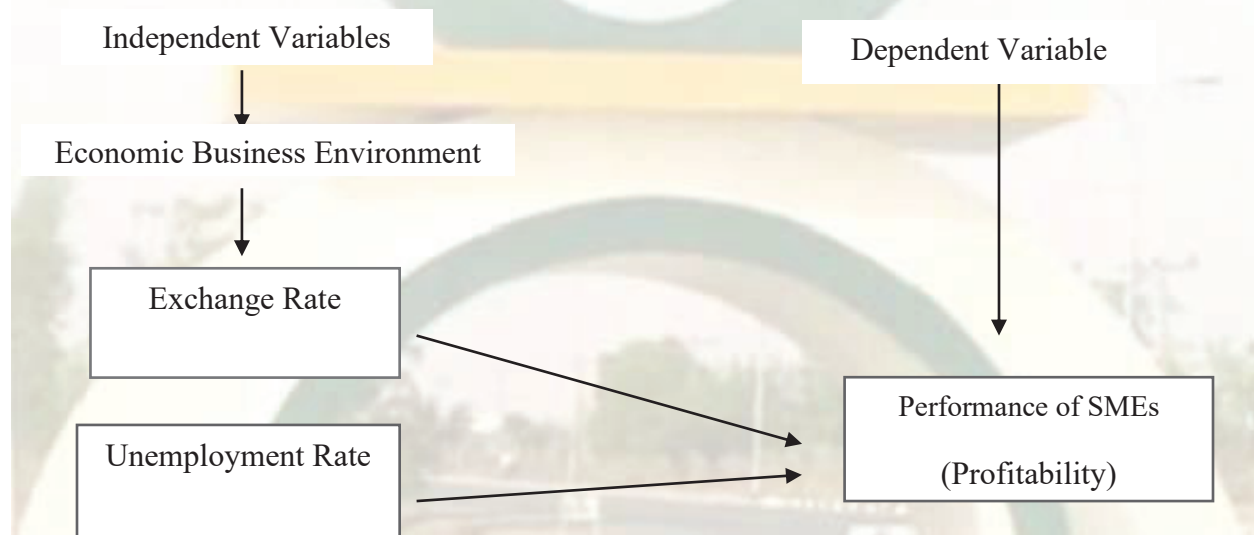 Independent Variables
Dependent Variable
Economic Business Environment
Exchange Rate
Unemployment Rate
Performance of SMEs
(Profitability)